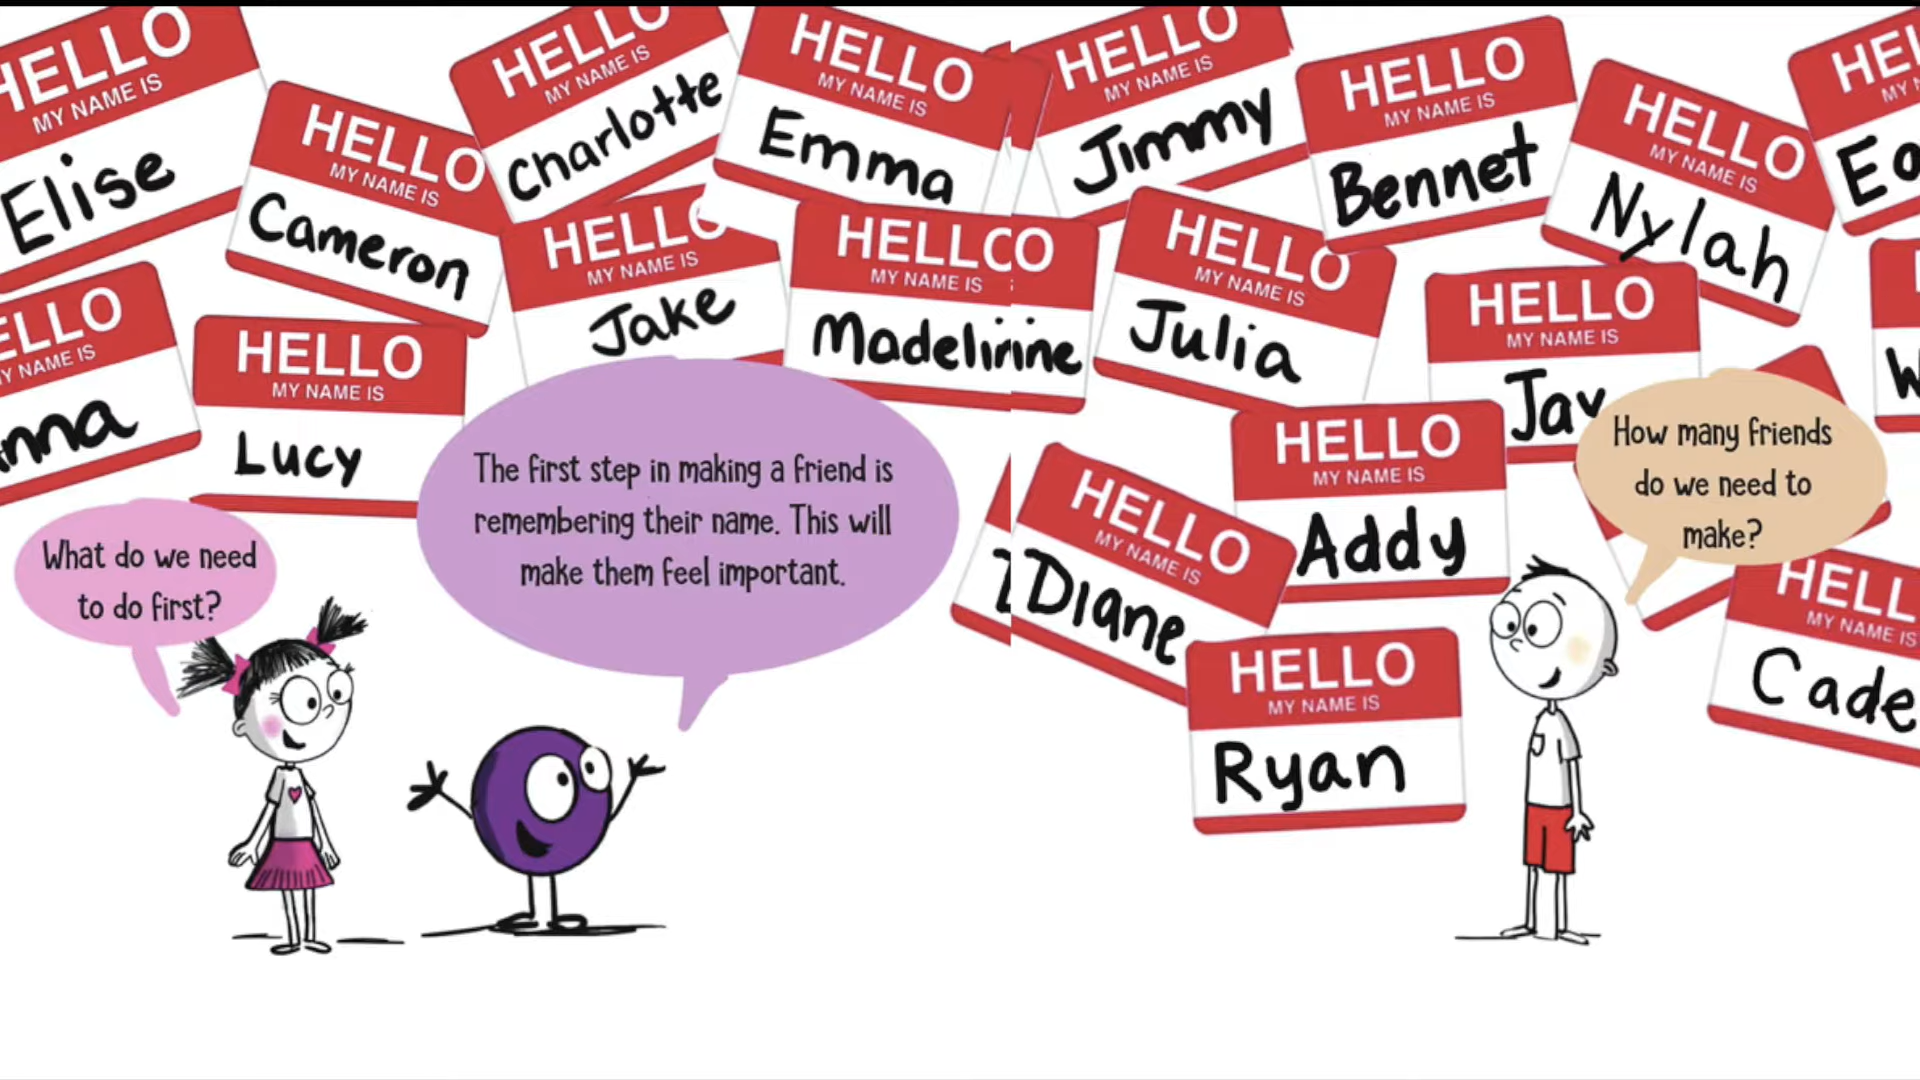 HELLO
MY NAME IS
Elise
HELLO
MY NAME IS
Cameron
HELLO
MY NAME IS
Charlotte
HELLO
MY NAME IS
Emma
HELLO
MY NAME IS
Jimmy
HELLO
MY NAME IS
Bennet
HELLO
MY NAME IS
Nylah
HELLO
MY NAME IS
Jake
HELLO
MY NAME IS
HELLO
MY NAME IS
Julia
HELLO
MY NAME IS
HELLO
MY NAME IS
Lucy
HELLO
MY NAME IS
Addy
HELLO
MY NAME IS
Diane
HELLO
MY NAME IS
Ryan
MY NAME IS
Cade
What do we need
to do first?
The first step in making a friend is
remembering their name. This will
make them feel important.
How many friends
do we need to
make?